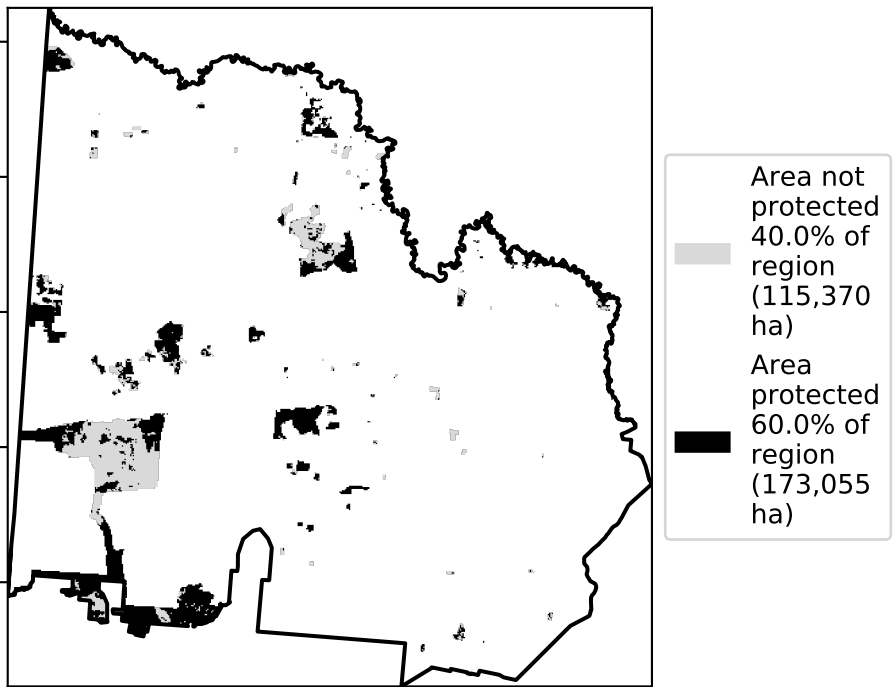 Area not
protected
40.0% of
region
(115,370
ha)
Area
protected
60.0% of
region
(173,055
ha)